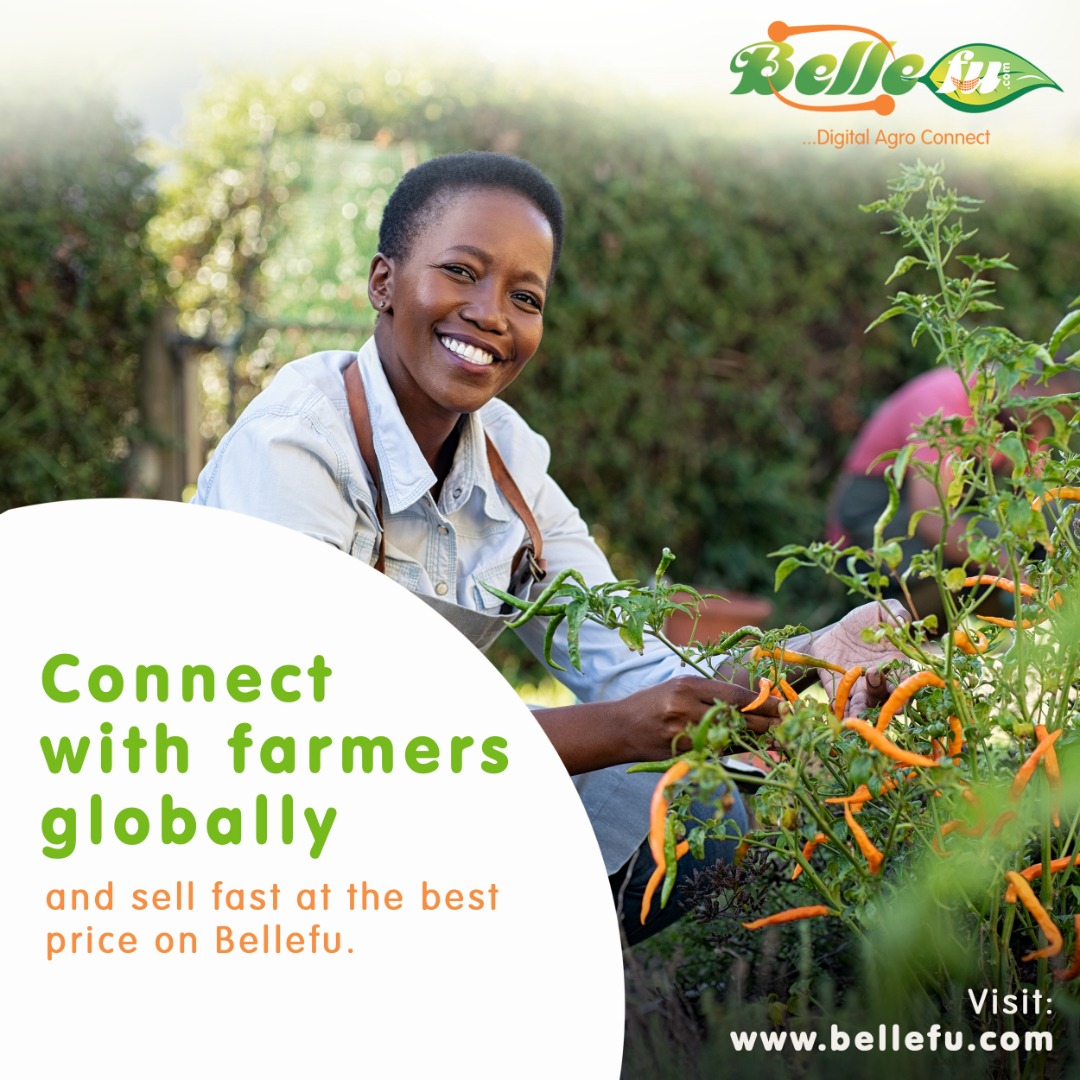 Bellefu.com
...Digital Agro Connect
Connect
with farmers
globally
and sell fast at the best
price on Bellefu.
Visit:
www.bellefu.com